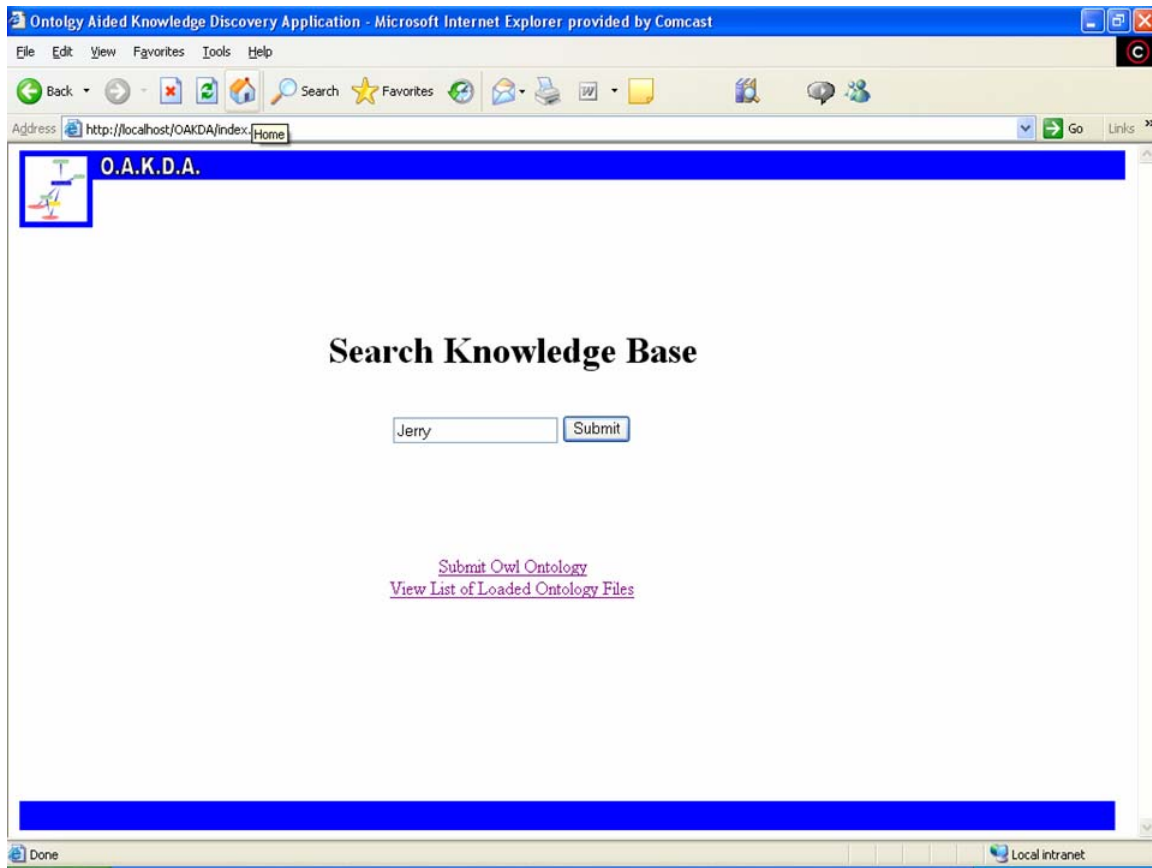 Ontolgy Aided Knowledge Discovery Application - Microsoft Internet Explorer provided by Comcast
File Edit View Favorites Tools Help
Back Search Favorites
Address http://localhost/OAKDA/index. Home Go Links »
O.A.K.D.A.
Search Knowledge Base
Jerry Submit
Submit Owl Ontology
View List of Loaded Ontology Files
Done Local intranet